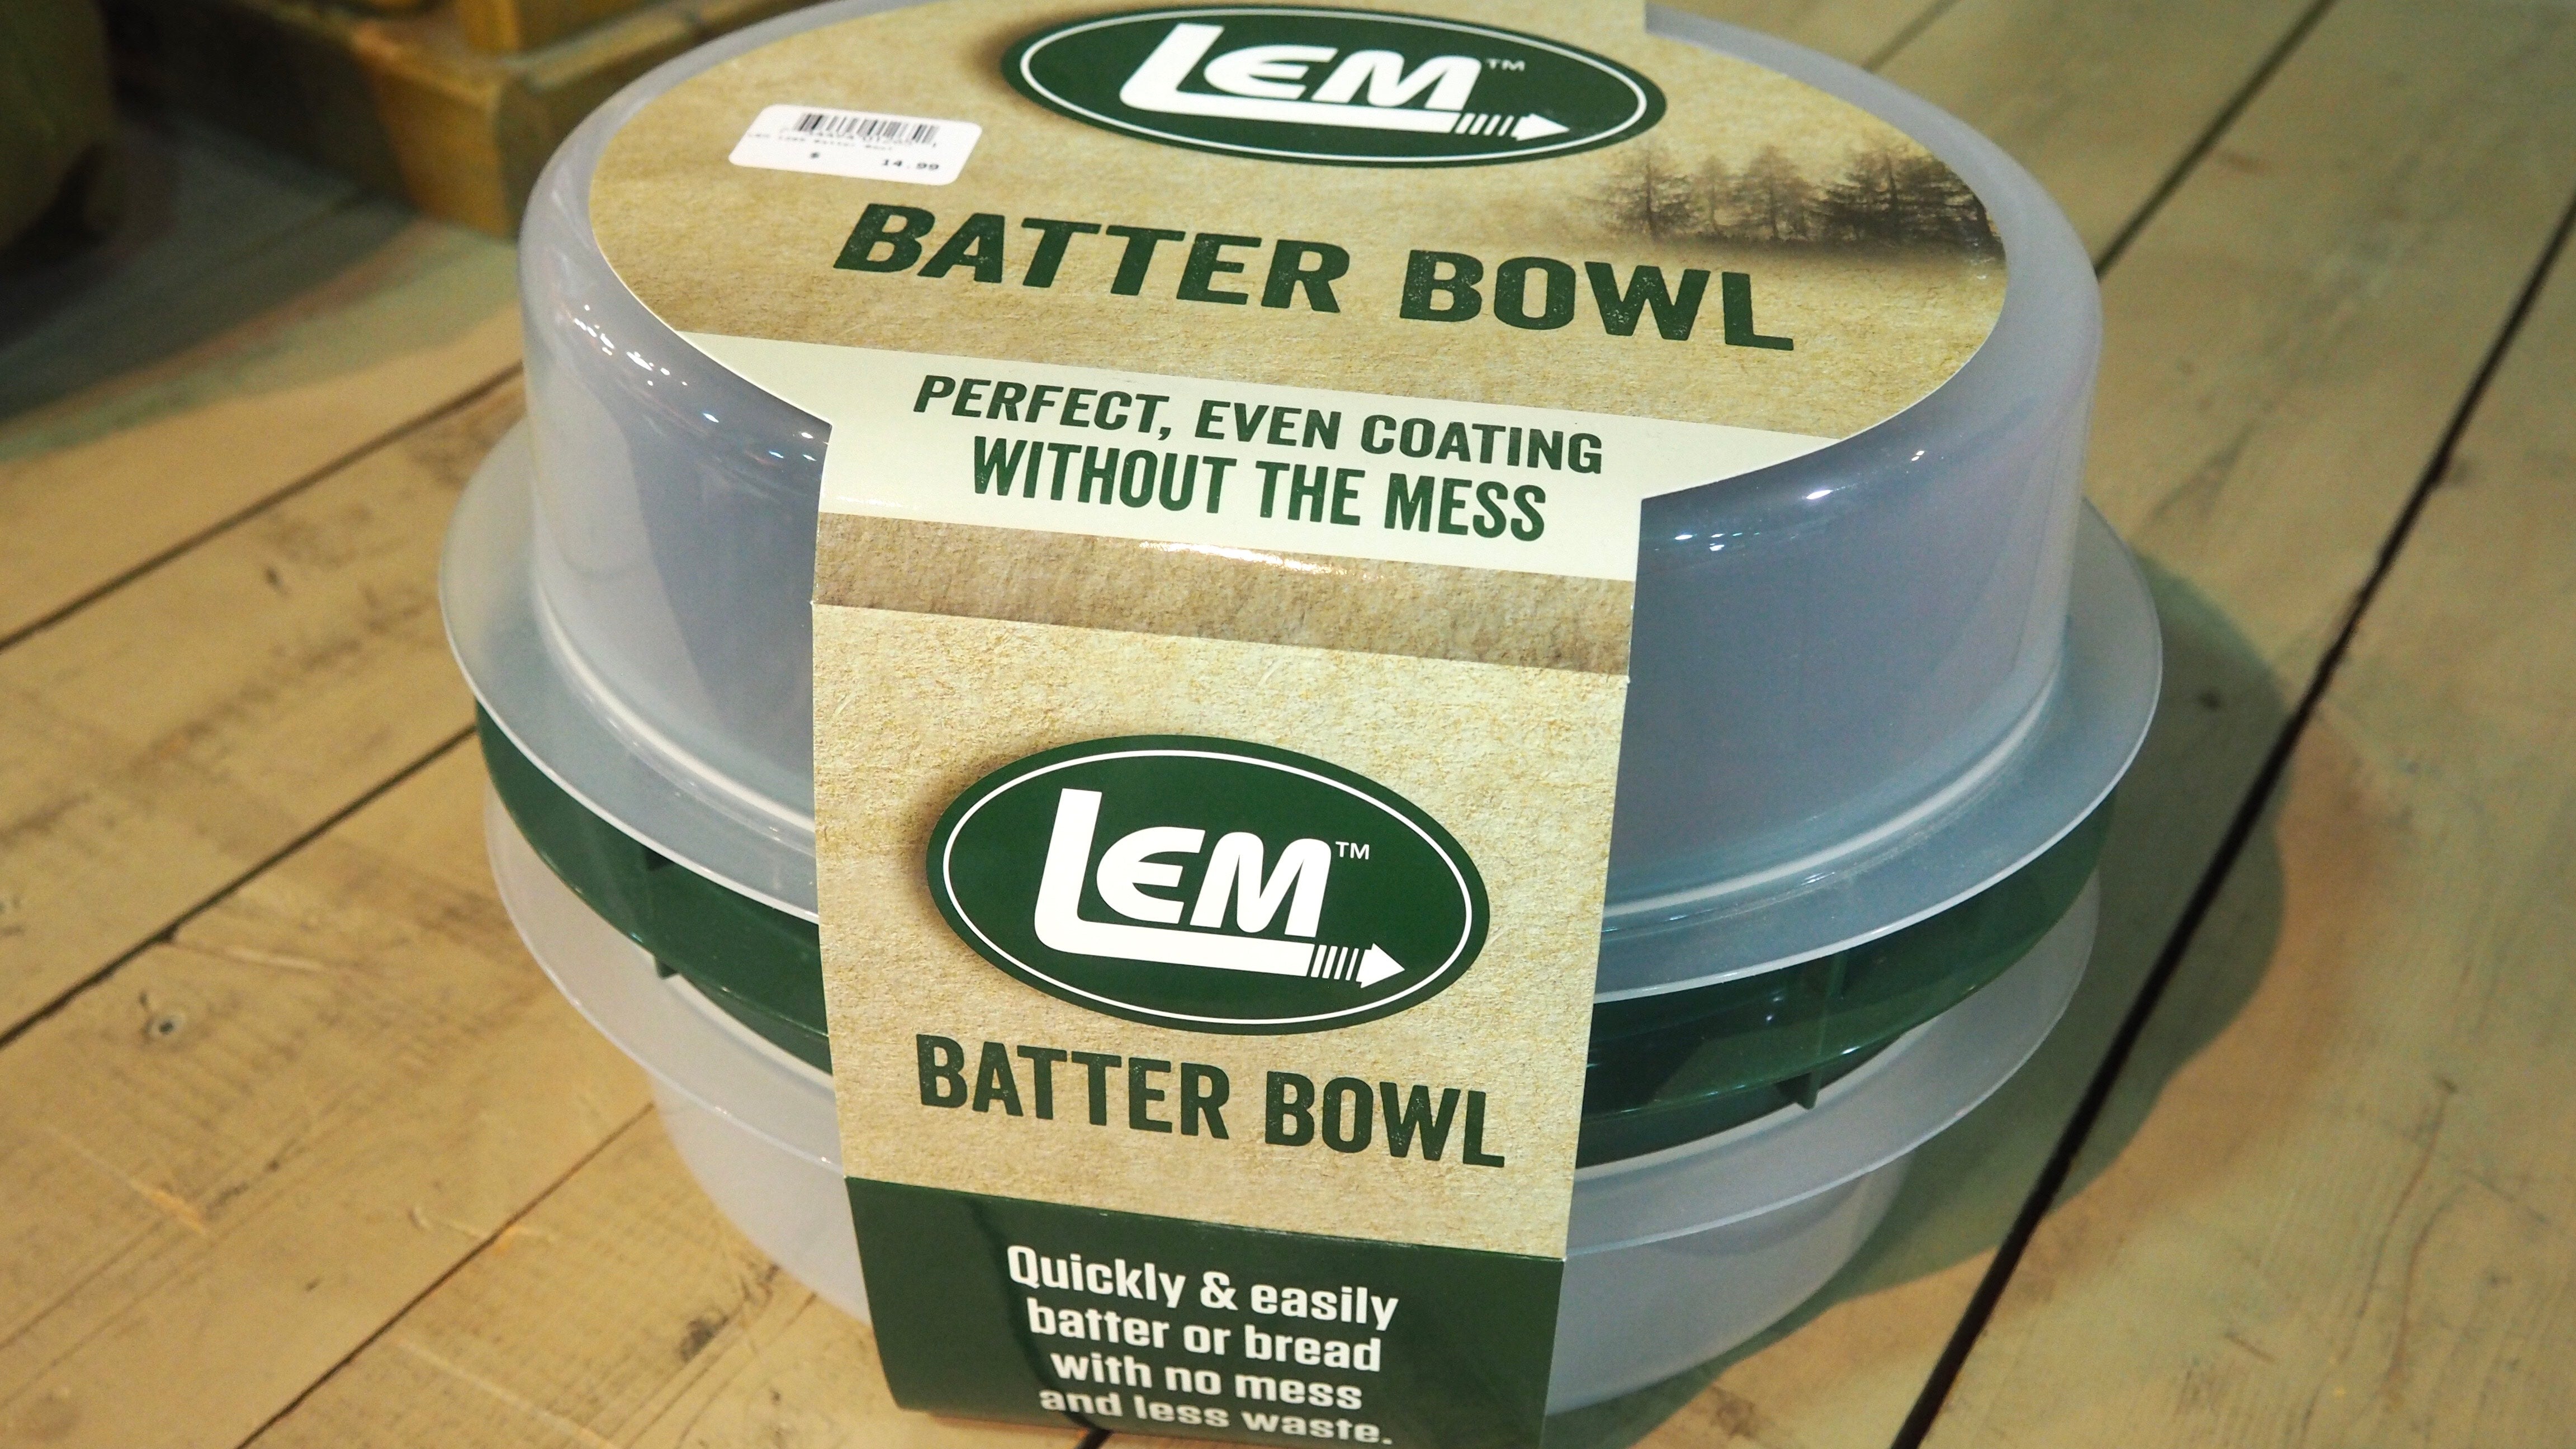 LEM™
$ 14.99
BATTER BOWL
PERFECT, EVEN COATING
WITHOUT THE MESS
LEM™
BATTER BOWL
Quickly & easily
batter or bread
with no mess
and less waste.